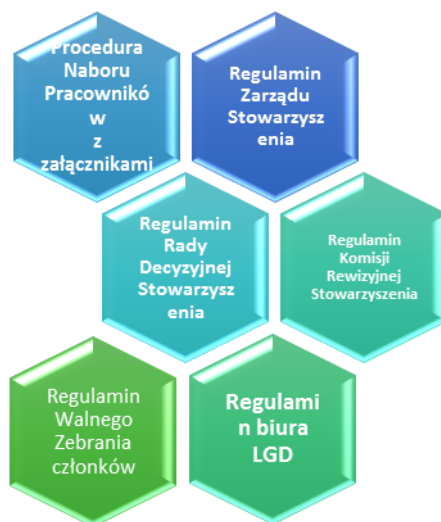 Procedura
Naboru
Pracownikó
w
z
załącznikami
Regulamin
Zarządu
Stowarzysz
enia
Regulamin
Rady
Decyzyjnej
Stowarzysz
enia
Regulamin
Komisji
Rewizyjnej
Stowarzyszenia
Regulamin
Walnego
Zebrania
członków
Regulami
n biura
LGD